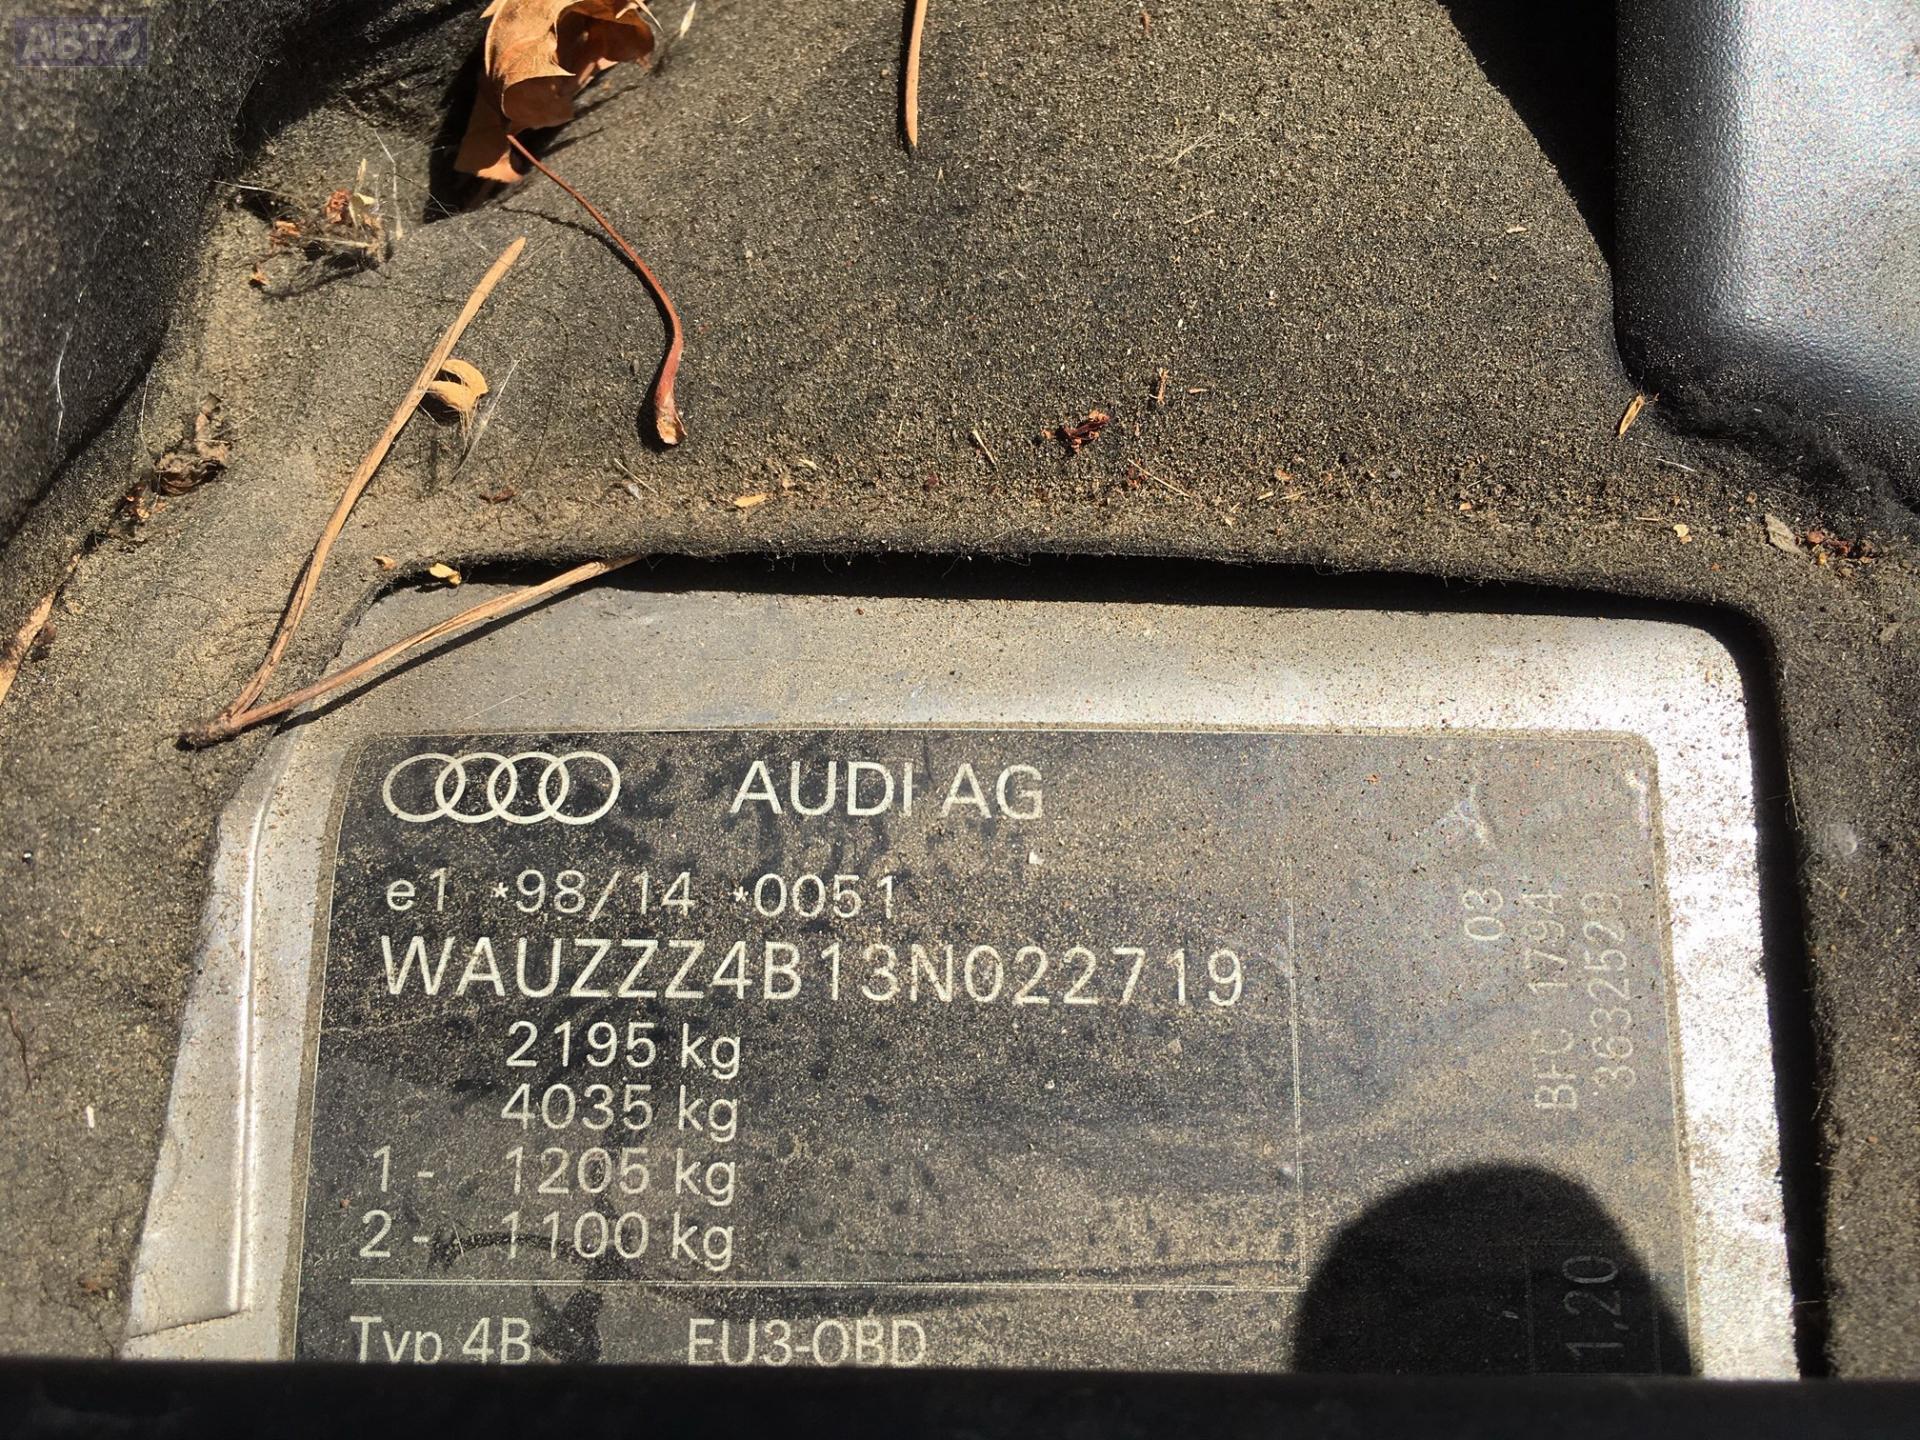 АВТО
AUDI AG
e1 *98/14 *0051
WAUZZZ4B13N022719
2195 kg
4035 kg
1- 1205 kg
2- 1100 kg
Typ 4B EU3-OBD
03
BFC 1794
3632529
1,20